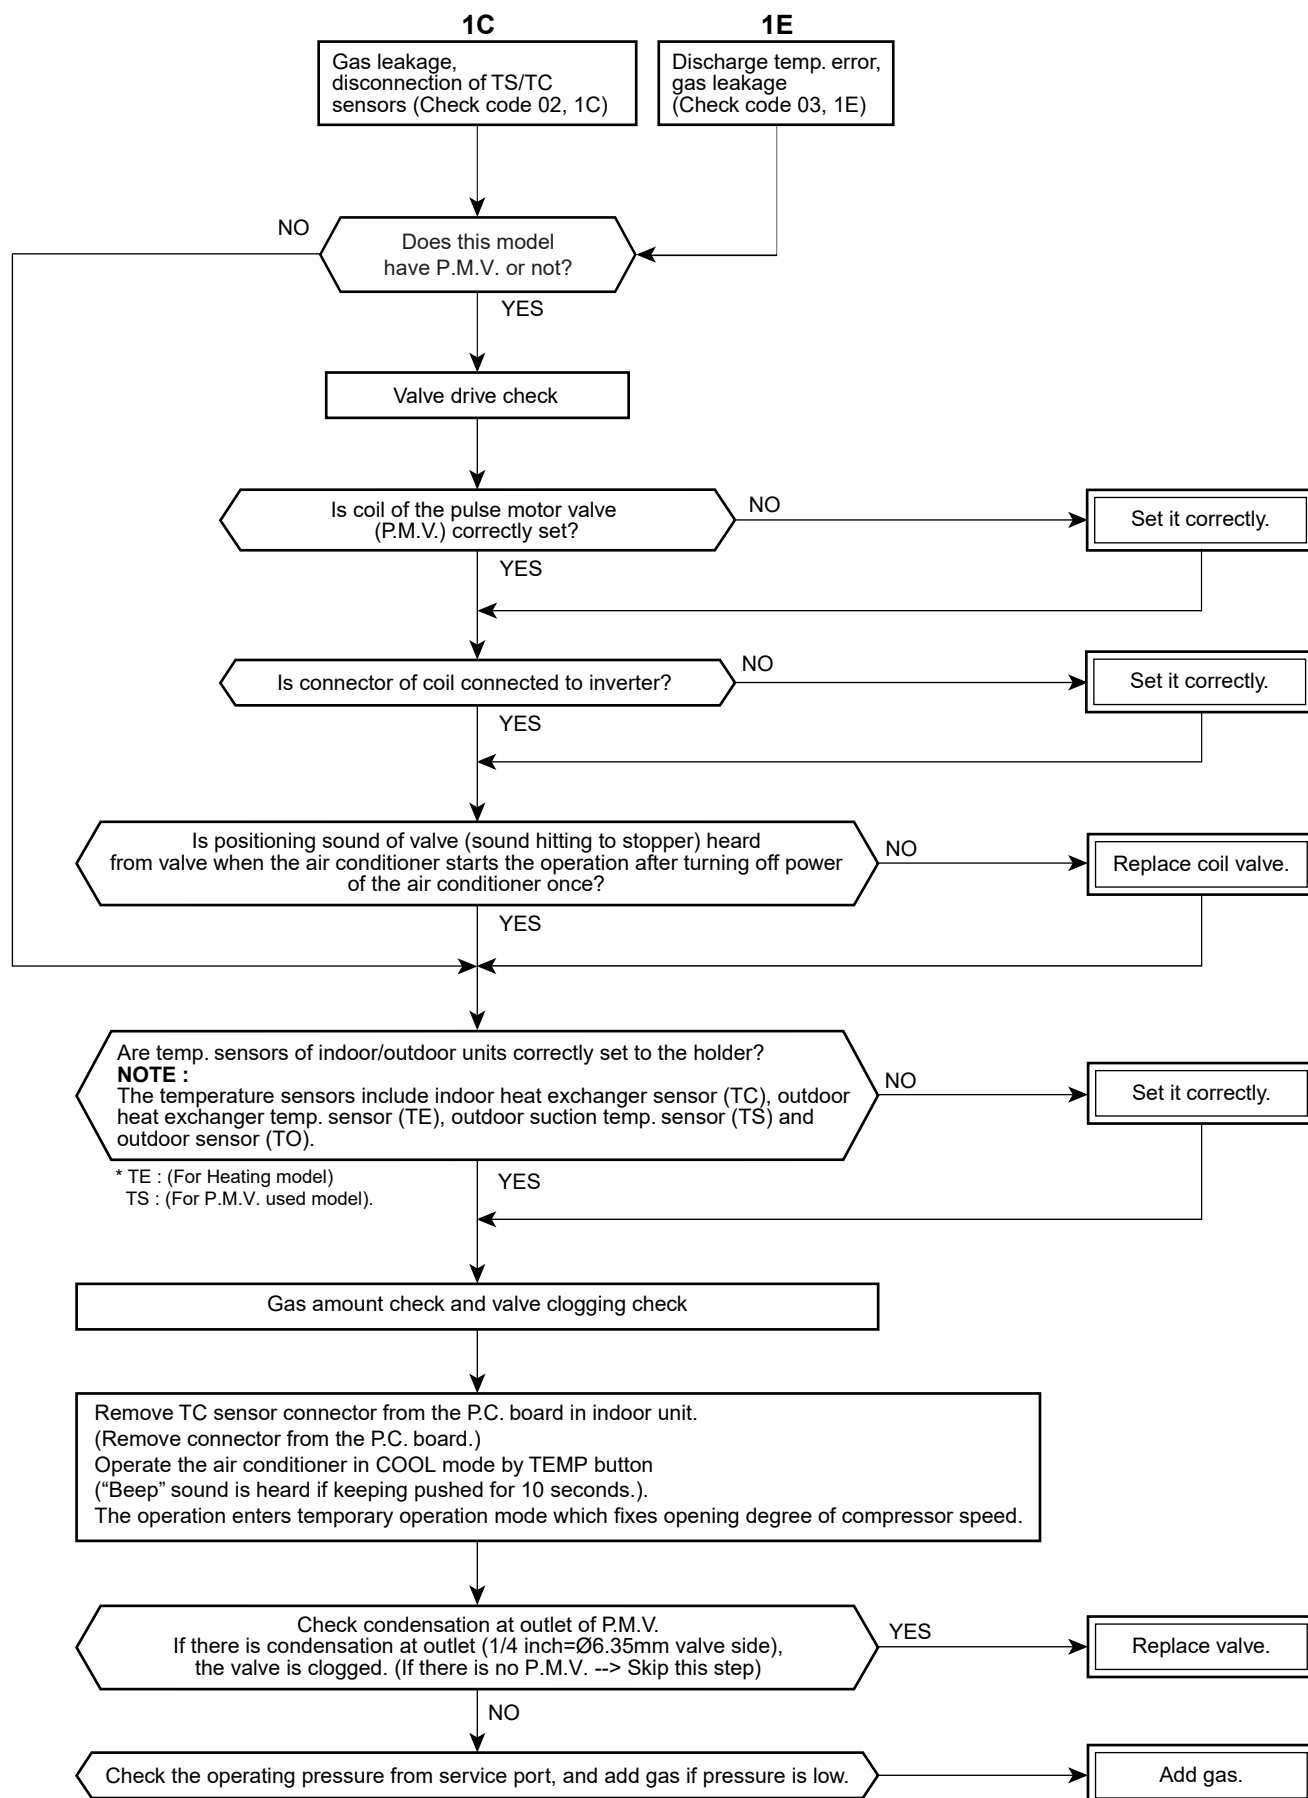 1C
1E
Gas leakage,
disconnection of TS/TC
sensors (Check code 02, 1C)
Discharge temp. error,
gas leakage
(Check code 03, 1E)
NO
Does this model
have P.M.V. or not?
YES
Valve drive check
Is coil of the pulse motor valve
(P.M.V.) correctly set?
NO
Set it correctly.
YES
Is connector of coil connected to inverter?
NO
Set it correctly.
YES
Is positioning sound of valve (sound hitting to stopper) heard
from valve when the air conditioner starts the operation after turning off power
of the air conditioner once?
NO
Replace coil valve.
YES
Are temp. sensors of indoor/outdoor units correctly set to the holder?
NOTE :
The temperature sensors include indoor heat exchanger sensor (TC), outdoor
heat exchanger temp. sensor (TE), outdoor suction temp. sensor (TS) and
outdoor sensor (TO).
NO
Set it correctly.
* TE : (For Heating model)
TS : (For P.M.V. used model).
YES
Gas amount check and valve clogging check
Remove TC sensor connector from the P.C. board in indoor unit.
(Remove connector from the P.C. board.)
Operate the air conditioner in COOL mode by TEMP button
(“Beep” sound is heard if keeping pushed for 10 seconds.).
The operation enters temporary operation mode which fixes opening degree of compressor speed.
Check condensation at outlet of P.M.V.
If there is condensation at outlet (1/4 inch=Ø6.35mm valve side),
the valve is clogged. (If there is no P.M.V. --> Skip this step)
YES
Replace valve.
NO
Check the operating pressure from service port, and add gas if pressure is low.
Add gas.